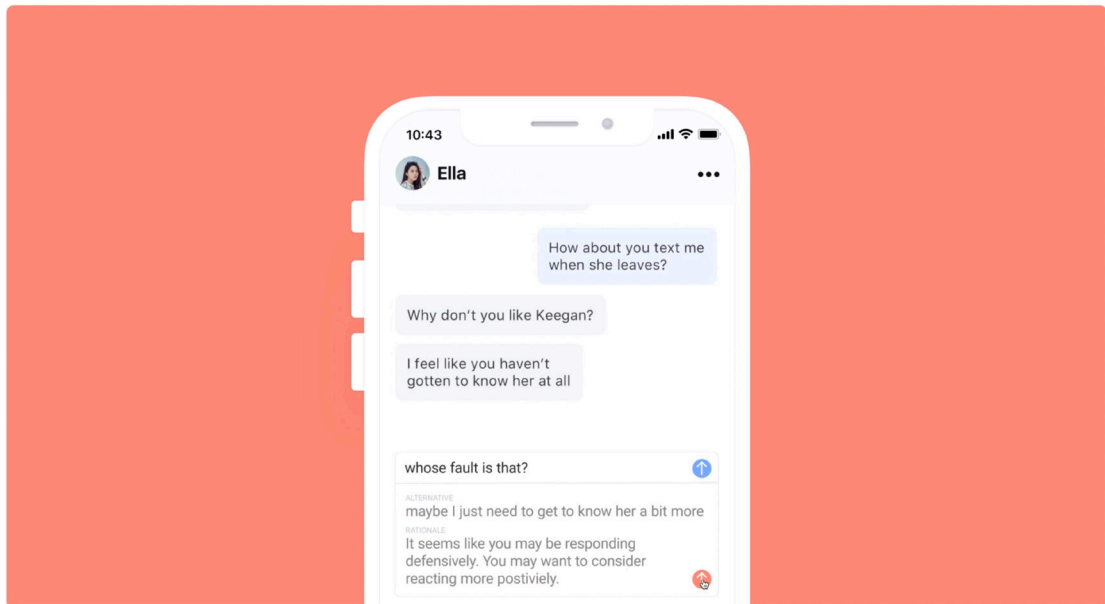 10:43
Ella
How about you text me
when she leaves?
Why don't you like Keegan?
I feel like you haven't
gotten to know her at all
whose fault is that?
ALTERNATIVE
maybe I just need to get to know her a bit more
RATIONALE
It seems like you may be responding
defensively. You may want to consider
reacting more postiviely.